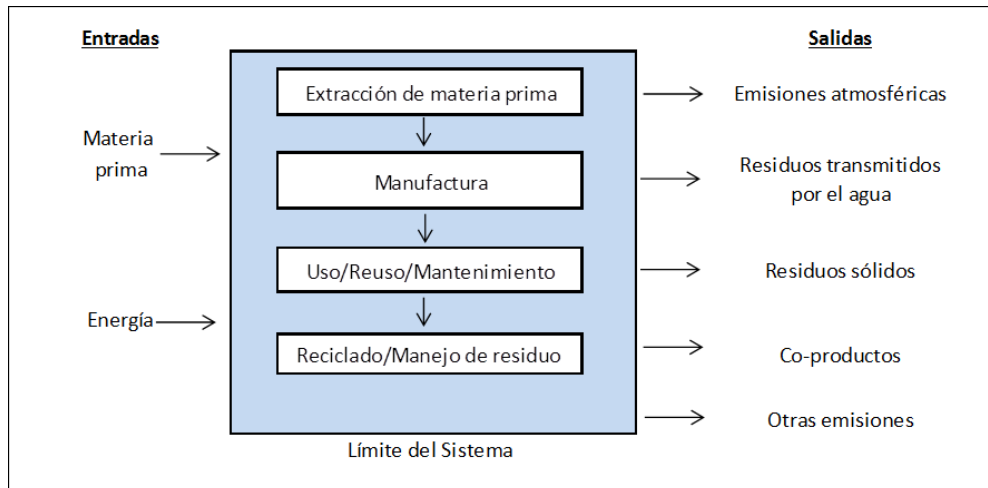 Entradas
Salidas
Extracción de materia prima
Emisiones atmosféricas
Materia
prima
Manufactura
Residuos transmitidos
por el agua
Uso/Reuso/Mantenimiento
Residuos sólidos
Energía
Reciclado/Manejo de residuo
Co-productos
Otras emisiones
Límite del Sistema